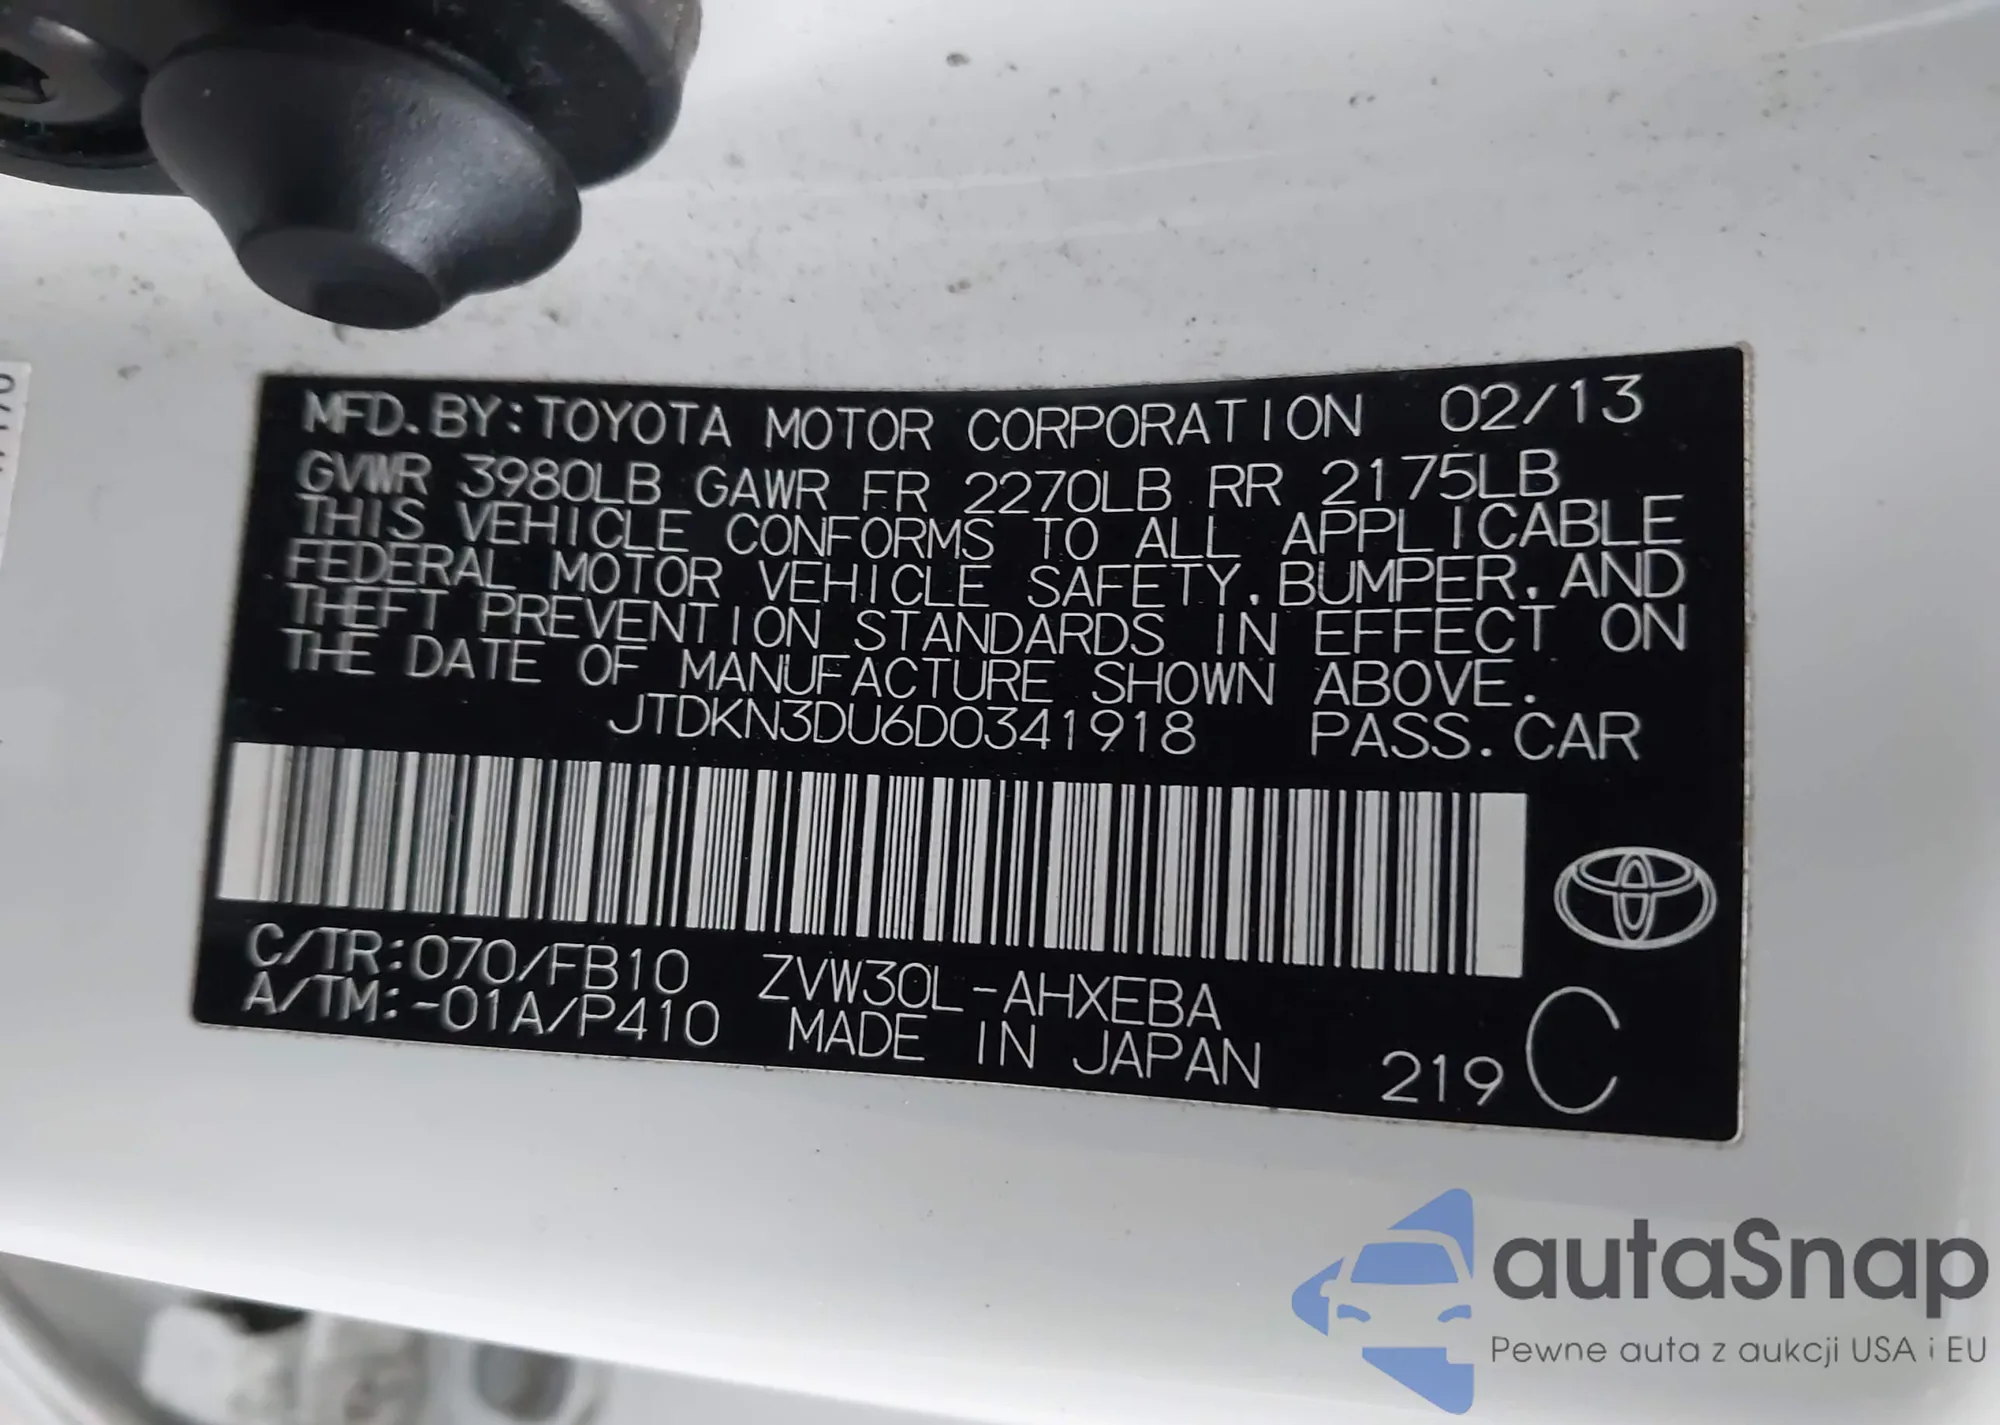 MFD. BY: TOYOTA MOTOR CORPORATION 02/13
GVWR 3980LB GAWR FR 2270LB RR 2175LB
THIS VEHICLE CONFORMS TO ALL APPLICABLE
FEDERAL MOTOR VEHICLE SAFETY, BUMPER, AND
THEFT PREVENTION STANDARDS IN EFFECT ON
THE DATE OF MANUFACTURE SHOWN ABOVE.
JTDKN3DU6D0341918 PASS. CAR
C/TR:070/FB10 ZVW30L-AHXEBA
A/TM:-01A/P410 MADE IN JAPAN 219 C
autaSnap
Pewne auta z aukcji USA i EU